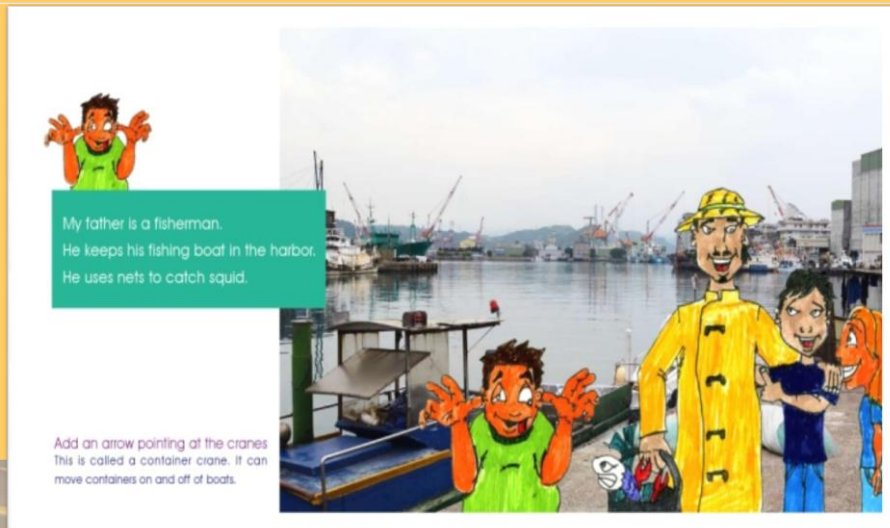 My father is a fisherman.
He keeps his fishing boat in the harbor.
He uses nets to catch squid.
Add an arrow pointing at the cranes
This is called a container crane. It can
move containers on and off of boats.